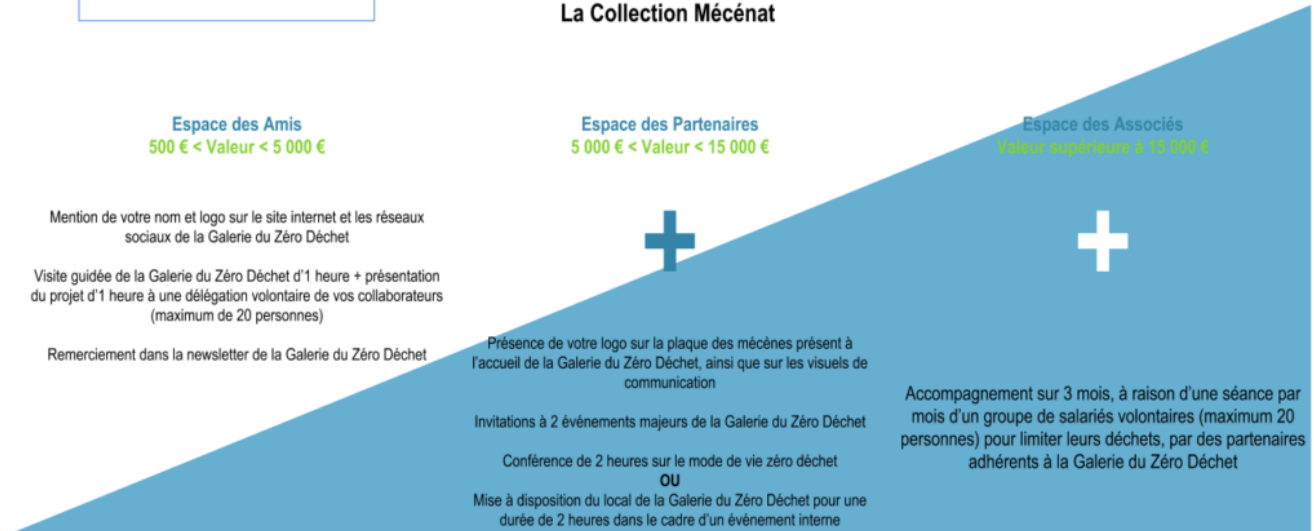 La Collection Mécénat
Espace des Amis
500 € < Valeur < 5 000 €
Mention de votre nom et logo sur le site internet et les réseaux
sociaux de la Galerie du Zéro Déchet
Visite guidée de la Galerie du Zéro Déchet d'1 heure + présentation
du projet d'1 heure à une délégation volontaire de vos collaborateurs
(maximum de 20 personnes)
Remerciement dans la newsletter de la Galerie du Zéro Déchet
Espace des Partenaires
5 000 € < Valeur < 15 000 €
+
Présence de votre logo sur la plaque des mécènes présent à
l'accueil de la Galerie du Zéro Déchet, ainsi que sur les visuels de
communication
Invitations à 2 événements majeurs de la Galerie du Zéro Déchet
Conférence de 2 heures sur le mode de vie zéro déchet
OU
Mise à disposition du local de la Galerie du Zéro Déchet pour une
durée de 2 heures dans le cadre d'un événement interne
Espace des Associés
Valeur supérieure à 15 000 €
+
Accompagnement sur 3 mois, à raison d'une séance par
mois d'un groupe de salariés volontaires (maximum 20
personnes) pour limiter leurs déchets, par des partenaires
adhérents à la Galerie du Zéro Déchet